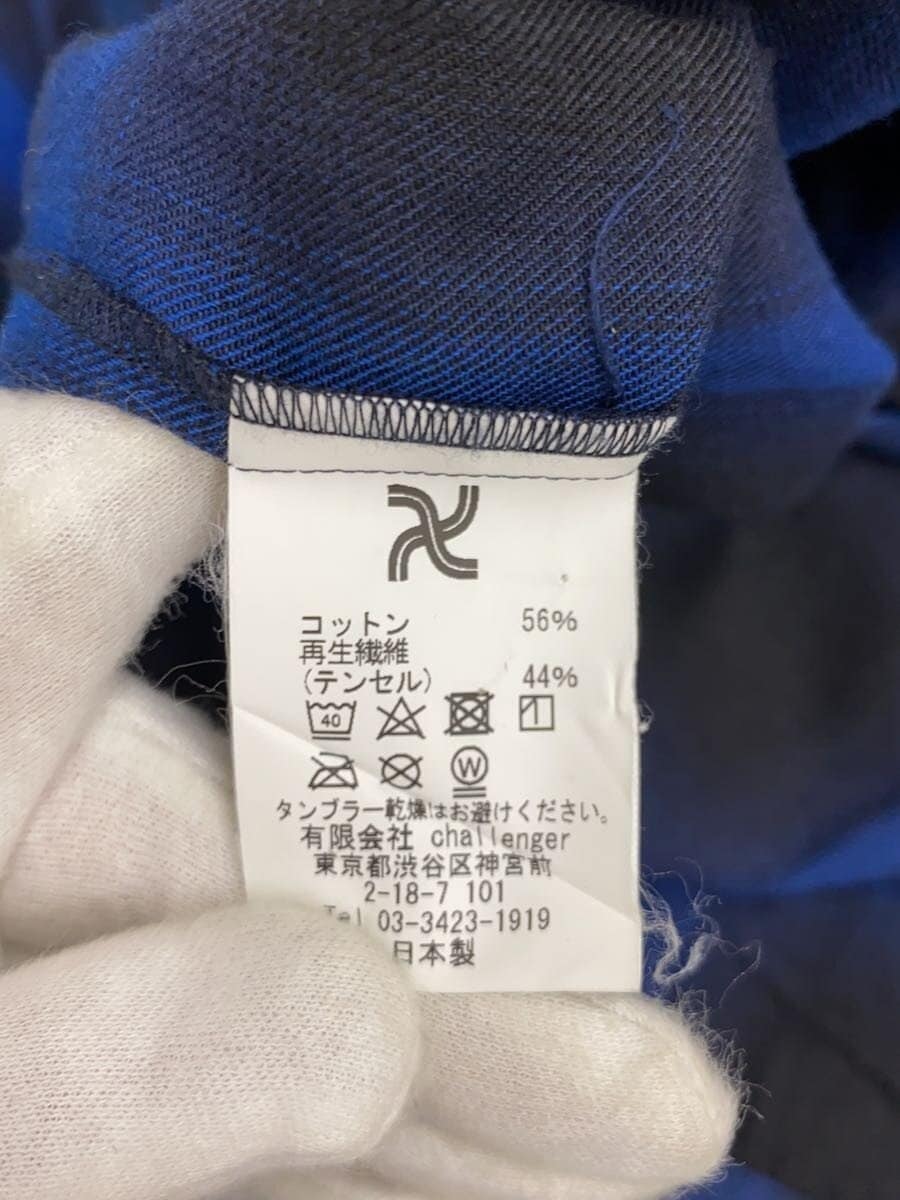 コットン 56%
再生繊維
(テンセル) 44%
40
W
タンブラー乾燥はお避けください。
有限会社 challenger
東京都渋谷区神宮前
2-18-7 101
Tel 03-3423-1919
日本製